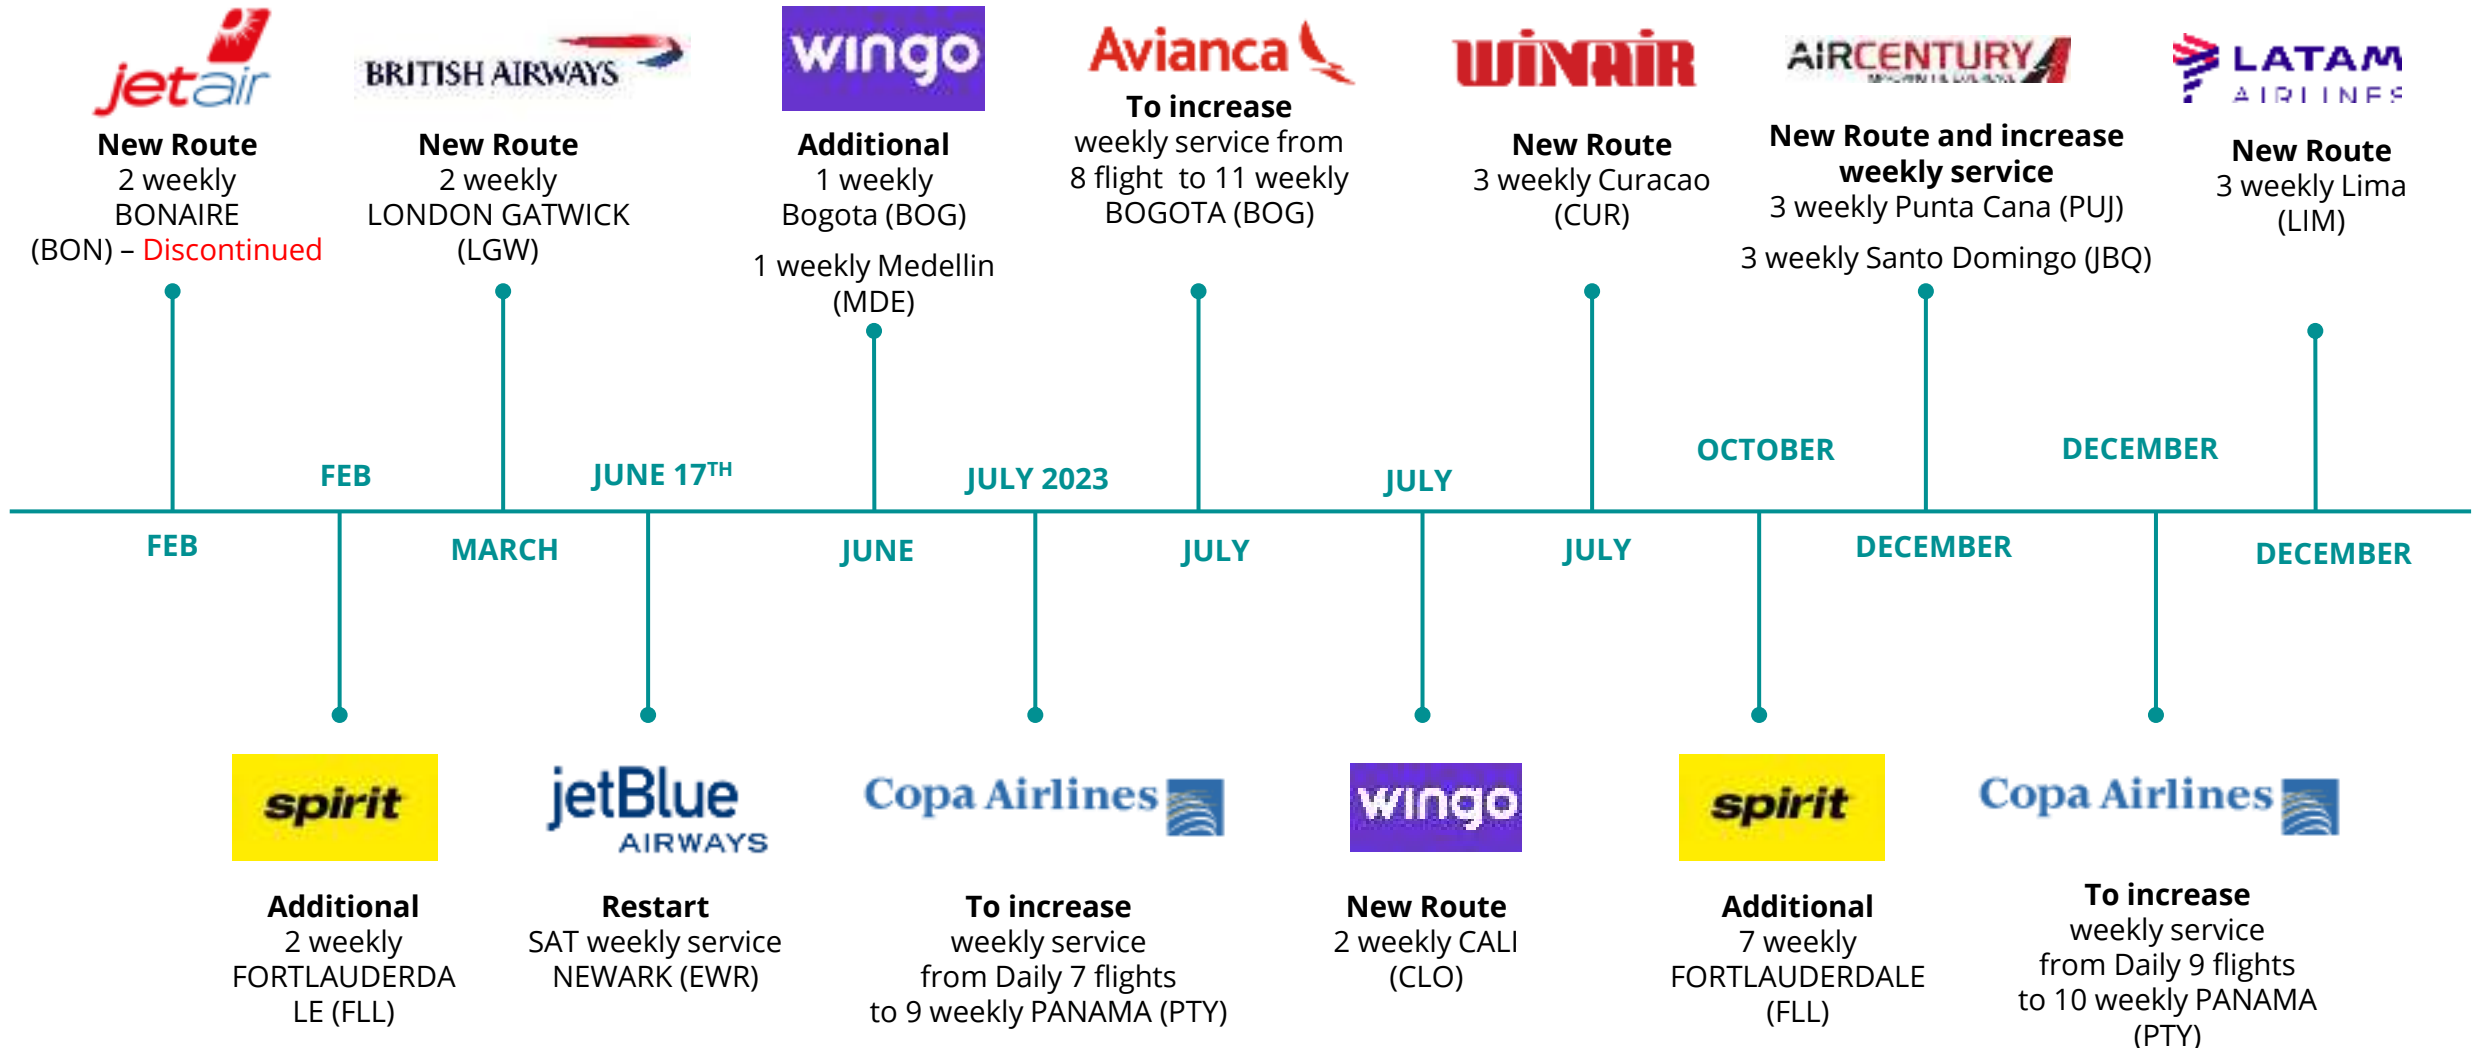 jetair
New Route
2 weekly
BONAIRE
(BON) – Discontinued
BRITISH AIRWAYS
New Route
2 weekly
LONDON GATWICK
(LGW)
wingo
Additional
1 weekly
Bogota (BOG)
1 weekly Medellin
(MDE)
Avianca
To increase
weekly service from
8 flight to 11 weekly
BOGOTA (BOG)
WINAIR
New Route
3 weekly Curacao
(CUR)
AIRCENTURY
New Route and increase
weekly service
3 weekly Punta Cana (PUJ)
3 weekly Santo Domingo (JBQ)
LATAM
AIRLINES
New Route
3 weekly Lima
(LIM)
FEB
JUNE 17TH
JULY 2023
JULY
OCTOBER
DECEMBER
FEB
MARCH
JUNE
JULY
JULY
DECEMBER
DECEMBER
spirit
Additional
2 weekly
FORTLAUDERDA
LE (FLL)
jetBlue
AIRWAYS
Restart
SAT weekly service
NEWARK (EWR)
Copa Airlines
To increase
weekly service
from Daily 7 flights
to 9 weekly PANAMA (PTY)
wingo
New Route
2 weekly CALI
(CLO)
spirit
Additional
7 weekly
FORTLAUDERDALE
(FLL)
Copa Airlines
To increase
weekly service
from Daily 9 flights
to 10 weekly PANAMA
(PTY)